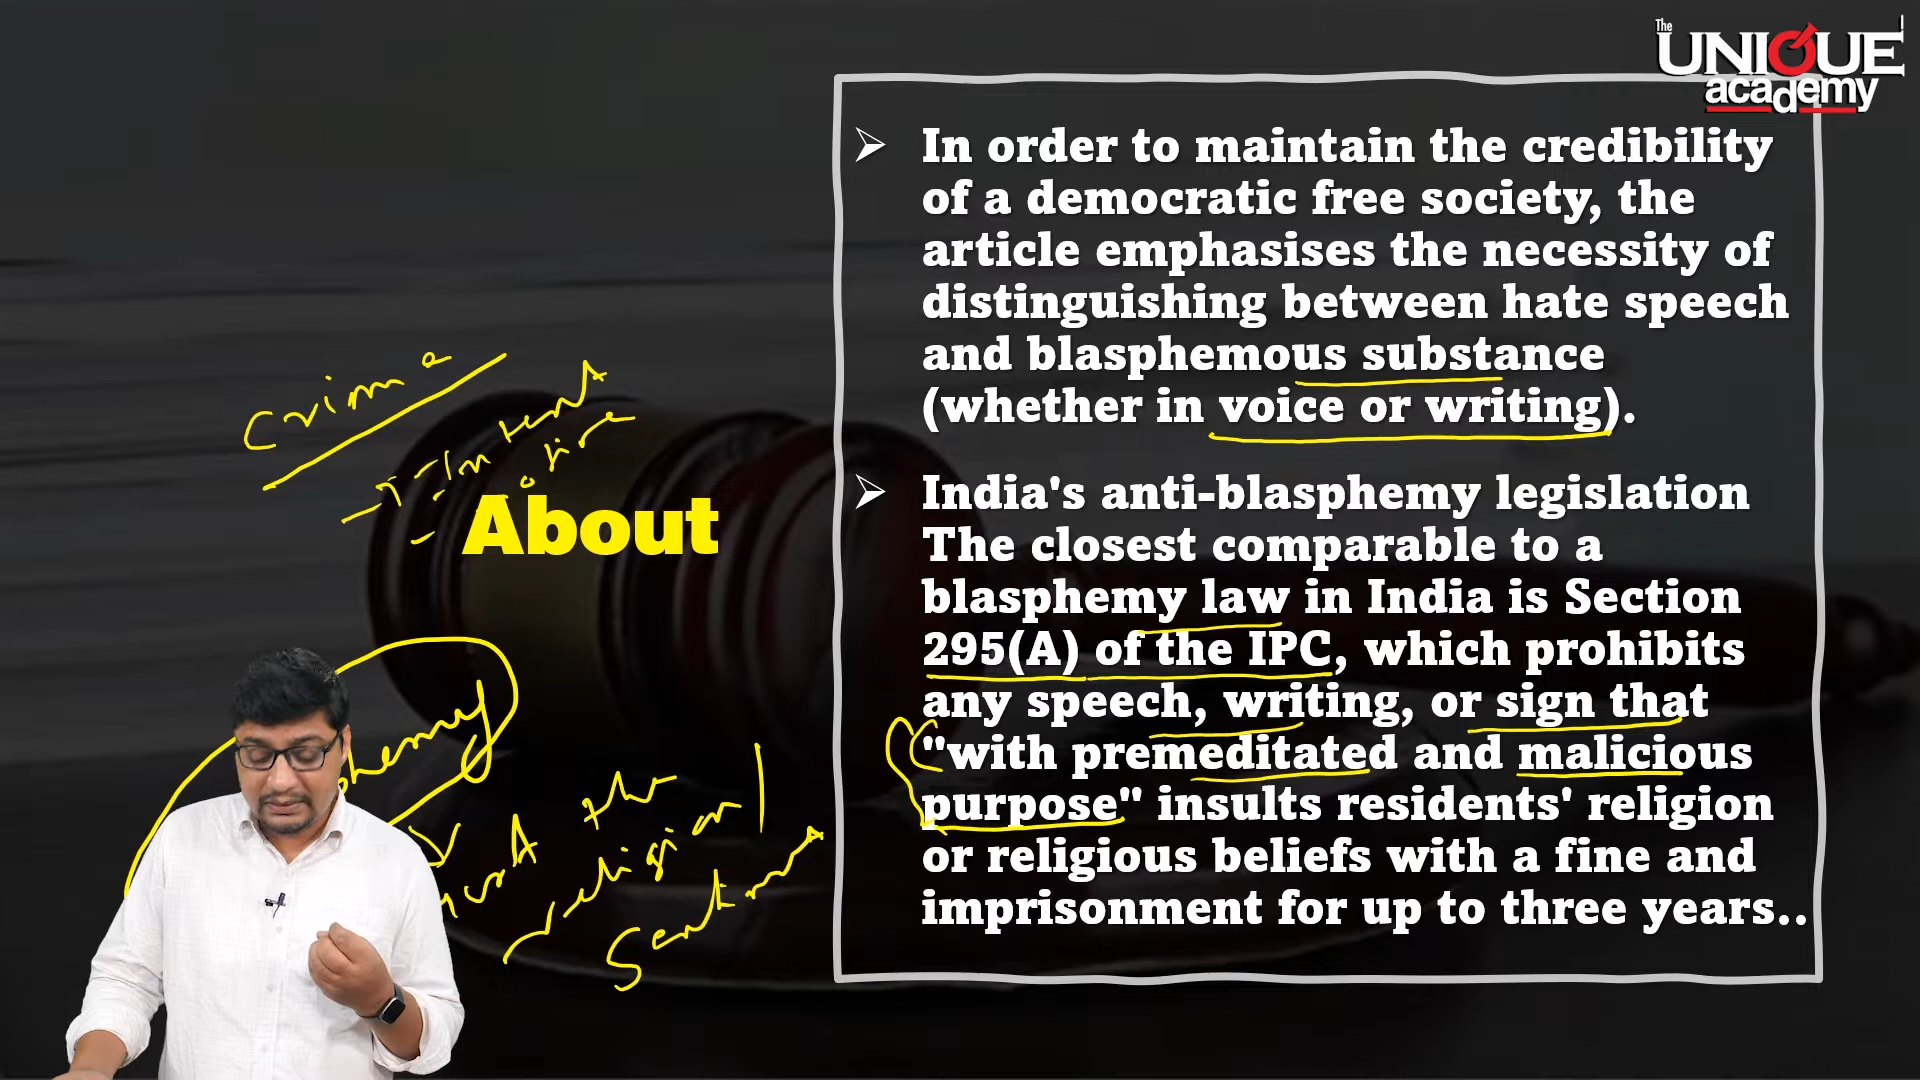 The
UNIQUE
academy
➢ In order to maintain the credibility
of a democratic free society, the
article emphasises the necessity of
distinguishing between hate speech
and blasphemous substance
(whether in voice or writing).
➢ India's anti-blasphemy legislation
The closest comparable to a
blasphemy law in India is Section
295(A) of the IPC, which prohibits
any speech, writing, or sign that
"with premeditated and malicious
purpose" insults residents' religion
or religious beliefs with a fine and
imprisonment for up to three years..
Crime
Intent
About
phemy
hurt the
religional